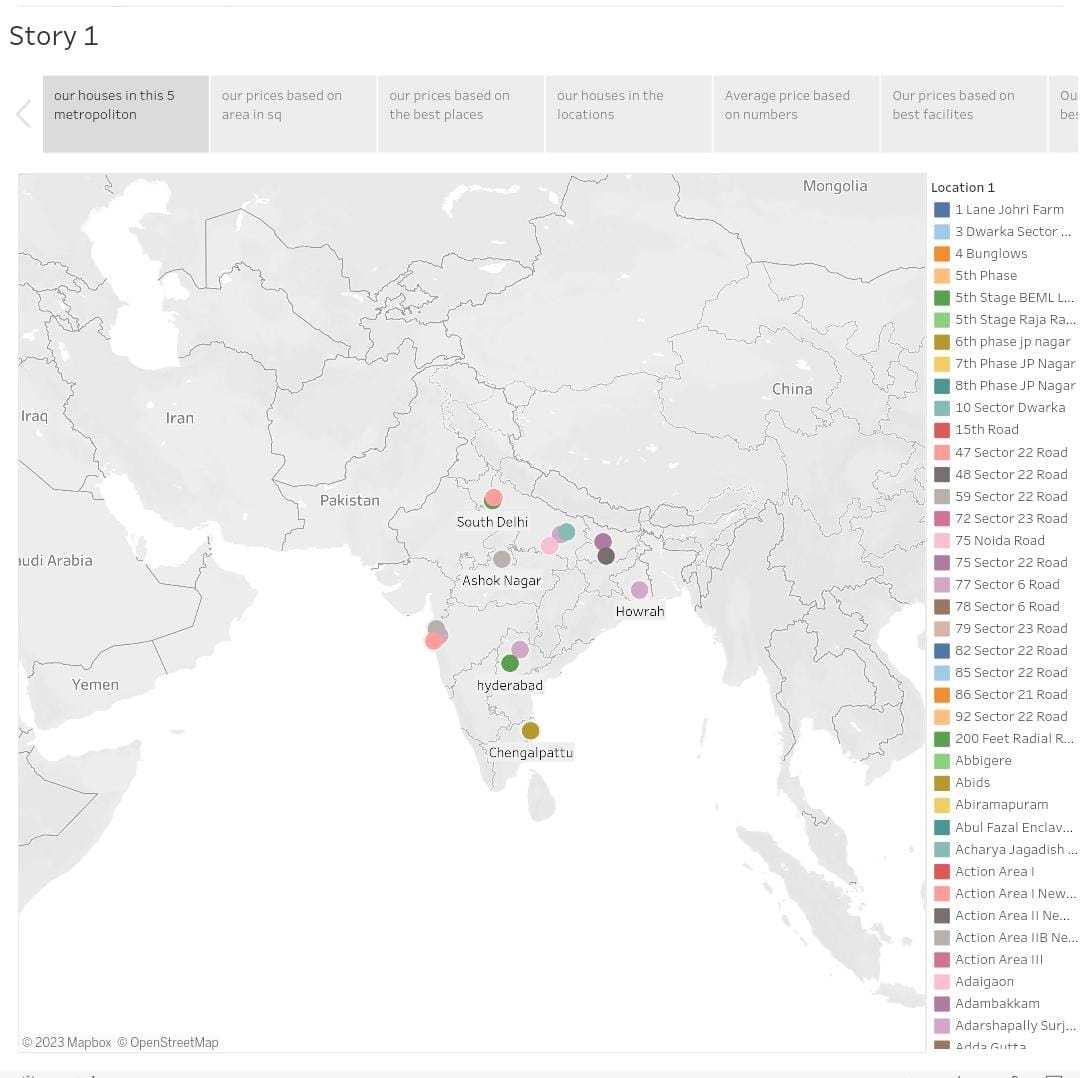 Story 1
our houses in this 5
metropoliton
our prices based on
area in sq
our prices based on
the best places
our houses in the
locations
Average price based
on numbers
Our prices based on
best facilites
Ou
bes
Mongolia
China
Iraq
Iran
Pakistan
South Delhi
audi Arabia
Ashok Nagar
Howrah
hyderabad
Yemen
Chengalpattu
© 2023 Mapbox © OpenStreetMap
Location 1
1 Lane Johri Farm
3 Dwarka Sector ...
4 Bunglows
5th Phase
5th Stage BEML L...
5th Stage Raja Ra...
6th phase jp nagar
7th Phase JP Nagar
8th Phase JP Nagar
10 Sector Dwarka
15th Road
47 Sector 22 Road
48 Sector 22 Road
59 Sector 22 Road
72 Sector 23 Road
75 Noida Road
75 Sector 22 Road
77 Sector 6 Road
78 Sector 6 Road
79 Sector 23 Road
82 Sector 22 Road
85 Sector 22 Road
86 Sector 21 Road
92 Sector 22 Road
200 Feet Radial R...
Abbigere
Abids
Abiramapuram
Abul Fazal Enclav...
Acharya Jagadish ...
Action Area I
Action Area I New...
Action Area II Ne...
Action Area IIB Ne...
Action Area III
Adaigaon
Adambakkam
Adarshapally Surj...
Adda Gutta